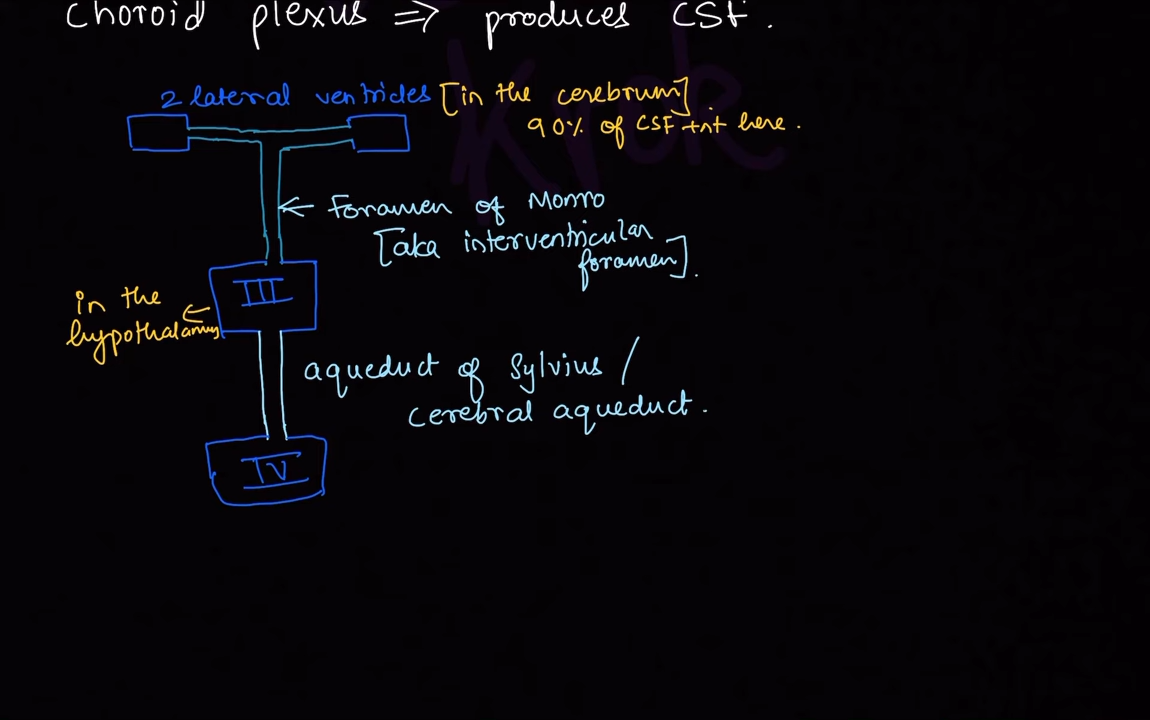 Choroid plexus ⇒ produces CSF.
2 lateral ventricles [in the cerebrum]
90% of CSF +nt here.
← Foramen of Monro
[aka interventricular
foramen].
III
in the ←
hypothalamus
aqueduct of Sylvius /
cerebral aqueduct.
IV